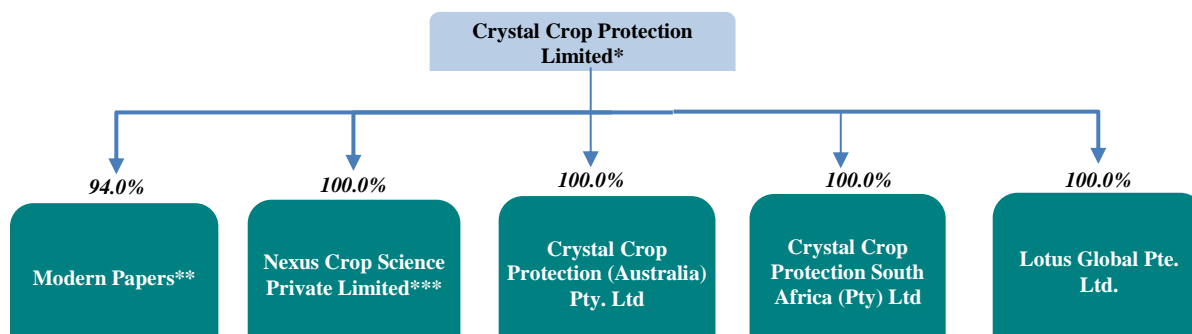 Crystal Crop Protection
Limited*
94.0%
100.0%
100.0%
100.0%
100.0%
Modern Papers**
Nexus Crop Science
Private Limited***
Crystal Crop
Protection (Australia)
Pty. Ltd
Crystal Crop
Protection South
Africa (Pty) Ltd
Lotus Global Pte.
Ltd.